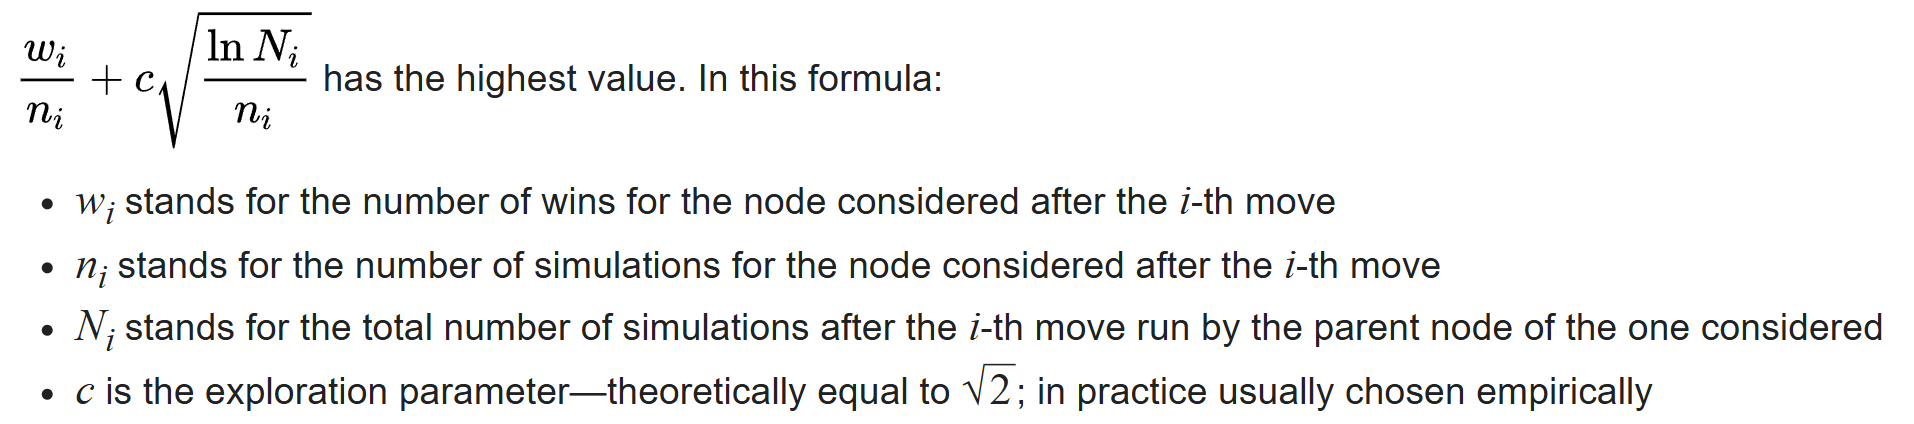 $\frac{w_i}{n_i} + c\sqrt{\frac{\ln N_i}{n_i}}$ has the highest value. In this formula:
• $w_i$ stands for the number of wins for the node considered after the $i$-th move
• $n_i$ stands for the number of simulations for the node considered after the $i$-th move
• $N_i$ stands for the total number of simulations after the $i$-th move run by the parent node of the one considered
• $c$ is the exploration parameter—theoretically equal to $\sqrt{2}$; in practice usually chosen empirically